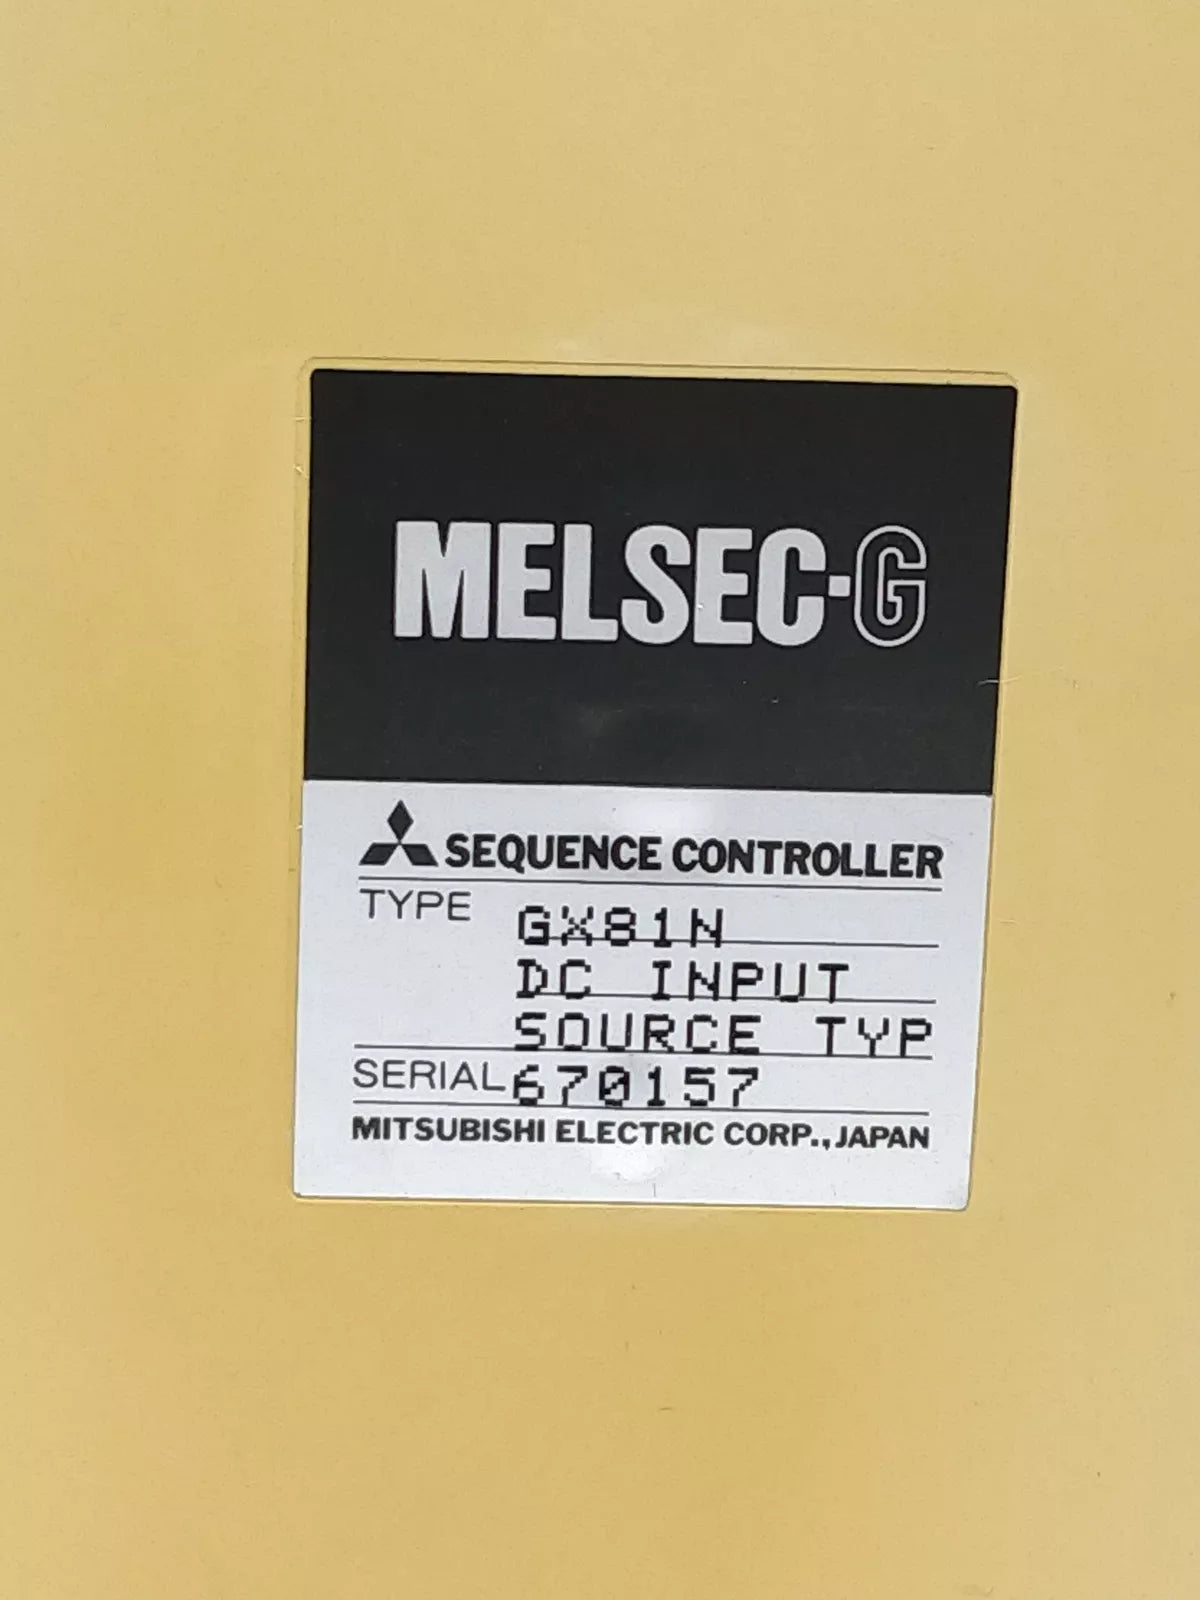 MELSEC-G
SEQUENCE CONTROLLER
TYPE GX81N
DC INPUT
SOURCE TYP
SERIAL 670157
MITSUBISHI ELECTRIC CORP., JAPAN